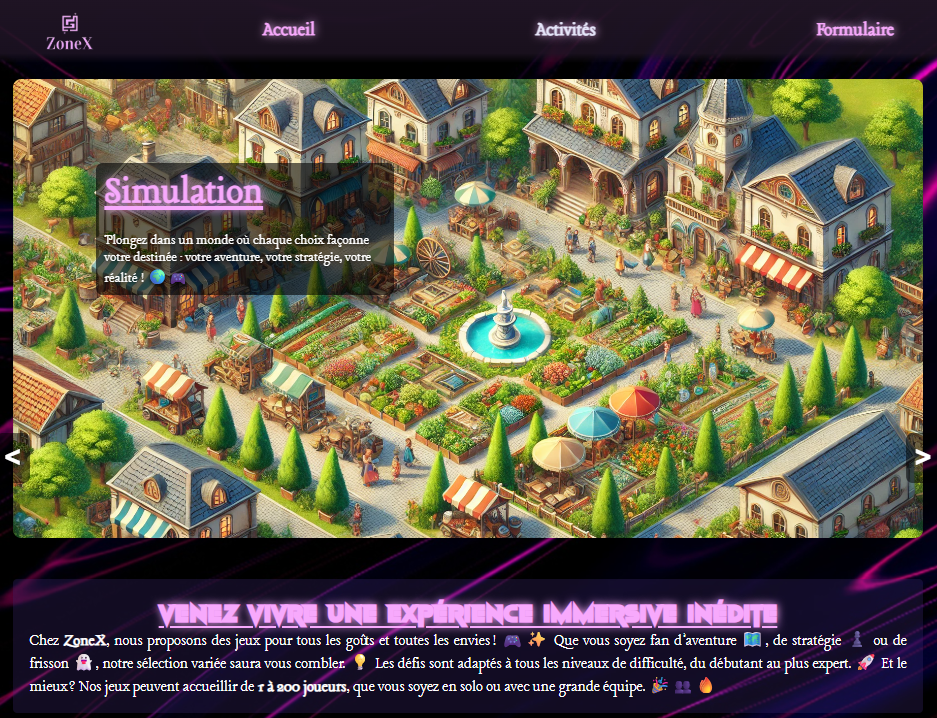 ZoneX
Accueil
Activités
Formulaire
Simulation
Plongez dans un monde où chaque choix façonne
votre destinée : votre aventure, votre stratégie, votre
réalité ! 🌍 🎮
<
>
VENEZ VIVRE UNE EXPÉRIENCE IMMERSIVE INÉDITE
Chez ZoneX, nous proposons des jeux pour tous les goûts et toutes les envies ! 🎮 ✨ Que vous soyez fan d'aventure 🗺️ , de stratégie ♟️ ou de
frisson 👻 , notre sélection variée saura vous combler. 💡 Les défis sont adaptés à tous les niveaux de difficulté, du débutant au plus expert. 🚀 Et le
mieux? Nos jeux peuvent accueillir de 1 à 200 joueurs, que vous soyez en solo ou avec une grande équipe. 🎉 👥 🔥